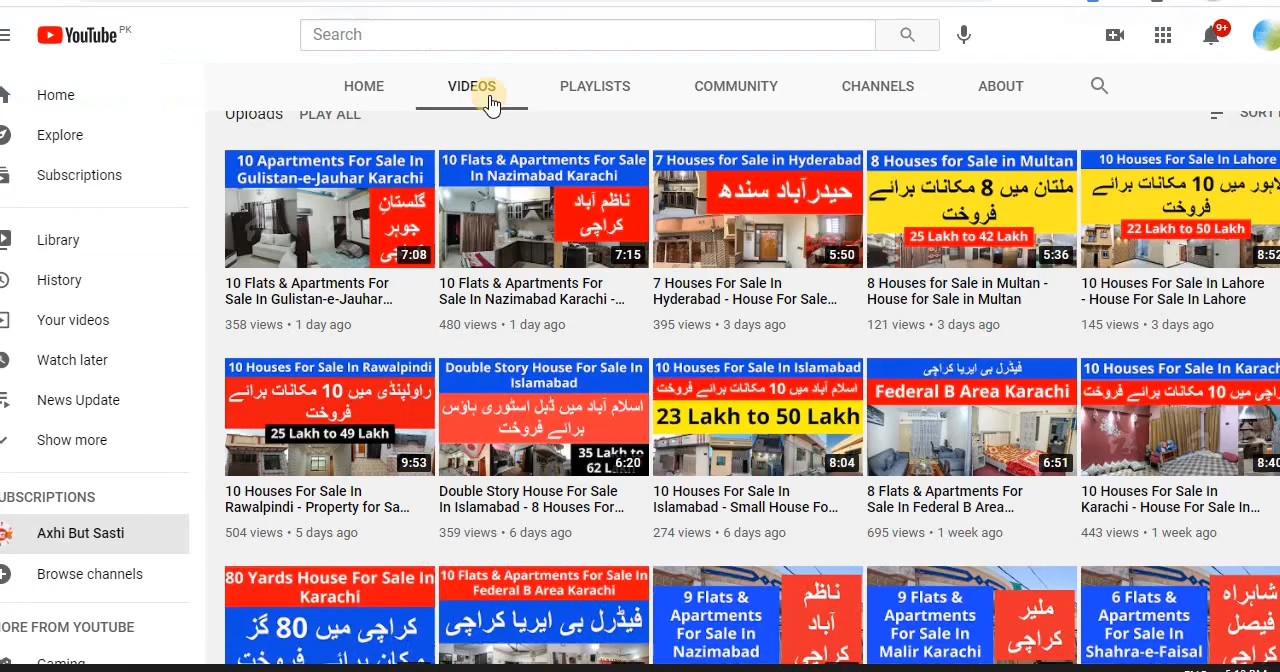 YouTube PK
Search
9+
Home
Explore
Subscriptions
Library
History
Your videos
Watch later
News Update
Show more
Axhi But Sasti
Browse channels
HOME
VIDEOS
PLAYLISTS
COMMUNITY
CHANNELS
ABOUT
Uploads
PLAY ALL
10 Apartments For Sale In
Gulistan-e-Jauhar Karachi
گلستانِ
جوہر
7:08
10 Flats & Apartments For
Sale In Gulistan-e-Jauhar...
358 views • 1 day ago
10 Flats & Apartments For Sale
In Nazimabad Karachi
ناظم آباد
کراچی
7:15
10 Flats & Apartments For
Sale In Nazimabad Karachi -...
480 views • 1 day ago
7 Houses for Sale in Hyderabad
حیدرآباد سندھ
5:50
7 Houses For Sale In
Hyderabad - House For Sale...
395 views • 3 days ago
8 Houses for Sale in Multan
ملتان میں 8 مکانات برائے
فروخت
25 Lakh to 42 Lakh
5:36
8 Houses for Sale in Multan -
House for Sale in Multan
121 views • 3 days ago
10 Houses For Sale In Lahore
لاہور میں 10 مکانات برائے
فروخت
22 Lakh to 50 Lakh
8:52
10 Houses For Sale In Lahore
- House For Sale In Lahore
145 views • 3 days ago
10 Houses For Sale In Rawalpindi
راولپنڈی میں 10 مکانات برائے
فروخت
25 Lakh to 49 Lakh
9:53
10 Houses For Sale In
Rawalpindi - Property for Sa...
504 views • 5 days ago
Double Story House For Sale In
Islamabad
اسلام آباد میں ڈبل اسٹوری ہاؤس
برائے فروخت
35 Lakh to
6:20
Double Story House For Sale
In Islamabad - 8 Houses For...
359 views • 6 days ago
10 Houses For Sale In Islamabad
اسلام آباد میں 10 مکانات برائے فروخت
23 Lakh to 50 Lakh
8:04
10 Houses For Sale In
Islamabad - Small House Fo...
274 views • 6 days ago
فیڈرل بی ایریا کراچی
Federal B Area Karachi
6:51
8 Flats & Apartments For
Sale In Federal B Area...
695 views • 1 week ago
10 Houses For Sale In Karach
میں 10 مکانات برائے فروخت
8:40
10 Houses For Sale In
Karachi - House For Sale In...
443 views • 1 week ago
80 Yards House For Sale In
Karachi
کراچی میں 80 گز
مکان برائے فروخت
10 Flats & Apartments For Sale In
Federal B Area Karachi
فیڈرل بی ایریا کراچی
9 Flats &
Apartments
For Sale In
Nazimabad
ناظم
آباد
کراچی
9 Flats &
Apartments
For Sale In
Malir Karachi
ملیر
کراچی
6 Flats &
Apartments
For Sale In
Shahra-e-Faisal
شاہراہ
فیصل
کراچی